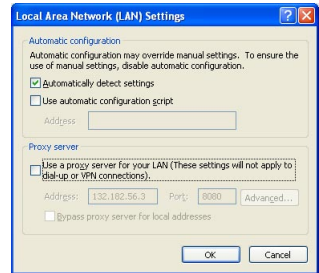 Local Area Network (LAN) Settings
Automatic configuration
Automatic configuration may override manual settings. To ensure the
use of manual settings, disable automatic configuration.
Automatically detect settings
Use automatic configuration script
Address
Proxy server
Use a proxy server for your LAN (These settings will not apply to
dial-up or VPN connections).
Address: 132.182.56.3 Port: 8080 Advanced...
Bypass proxy server for local addresses
OK Cancel